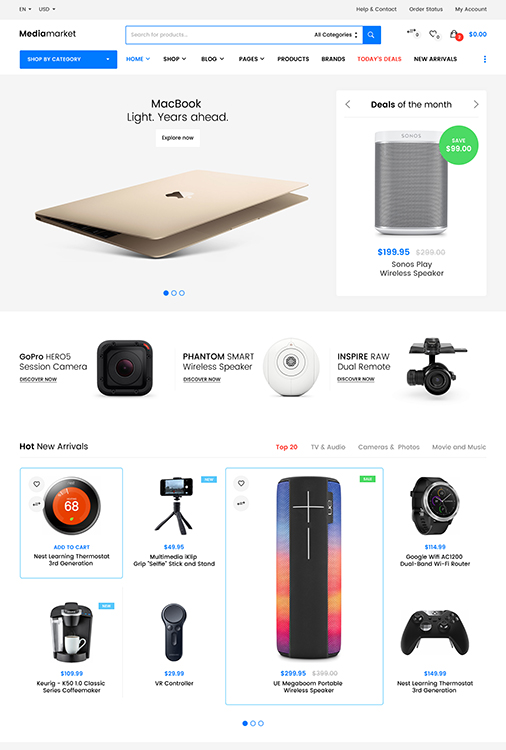 EN USD Help & Contact Order Status My Account
Mediamarket Search for products... All Categories 0 0 0 $0.00
SHOP BY CATEGORY HOME SHOP BLOG PAGES PRODUCTS BRANDS TODAY'S DEALS NEW ARRIVALS
MacBook
Light. Years ahead.
Explore now
Deals of the month
SONOS
SAVE
$99.00
$199.95 $299.00
Sonos Play
Wireless Speaker
GoPro HERO5
Session Camera
DISCOVER NOW
PHANTOM SMART
Wireless Speaker
DISCOVER NOW
INSPIRE RAW
Dual Remote
DISCOVER NOW
Hot New Arrivals Top 20 TV & Audio Cameras & Photos Movie and Music
68
ADD TO CART
Nest Learning Thermostat
3rd Generation
NEW
$49.95
Multimedia iKlip
Grip "Selfie" Stick and Stand
SALE
$299.95 $399.00
UE Megaboom Portable
Wireless Speaker
$114.99
Google Wifi AC1200
Dual-Band Wi-Fi Router
NEW
$109.99
Keurig - K50 1.0 Classic
Series Coffeemaker
$29.99
VR Controller
$149.99
Nest Learning Thermostat
3rd Generation